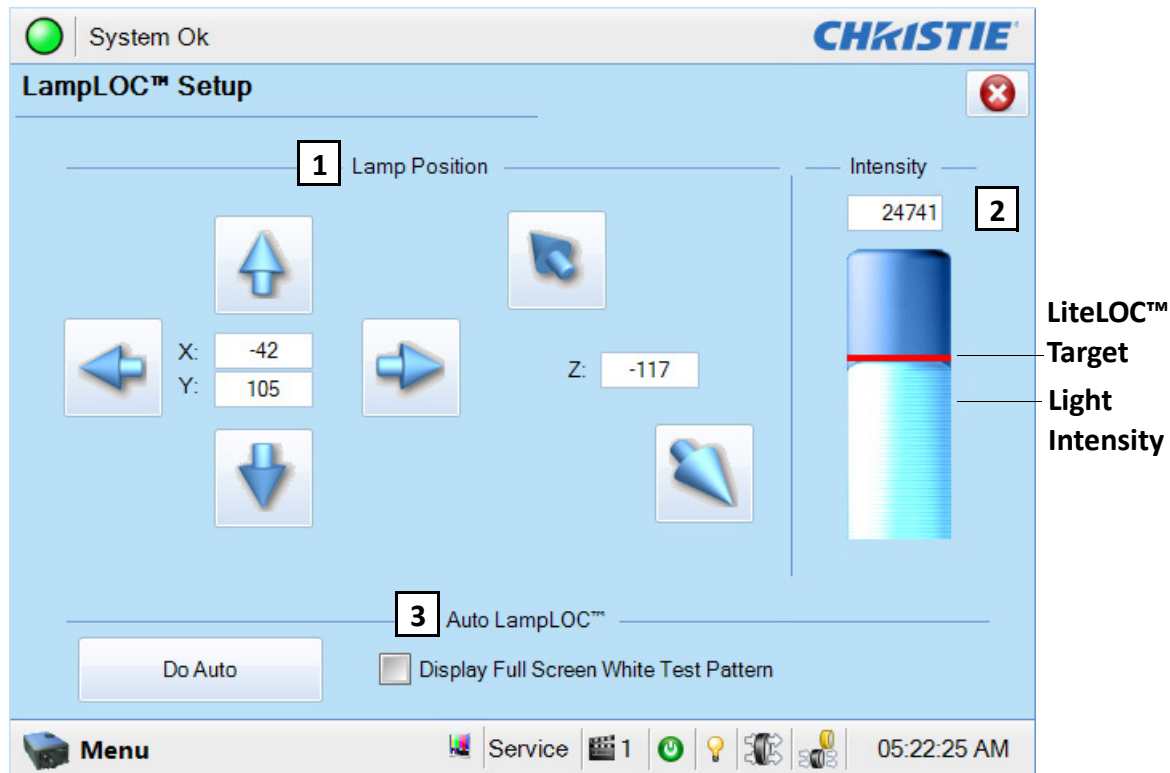 System Ok
CHRISTIE
LampLOC™ Setup
1 Lamp Position
Intensity
24741
2
X: -42
Y: 105
Z: -117
LiteLOC™
Target
Light
Intensity
3 Auto LampLOC™
Do Auto
Display Full Screen White Test Pattern
Menu
Service
1
05:22:25 AM